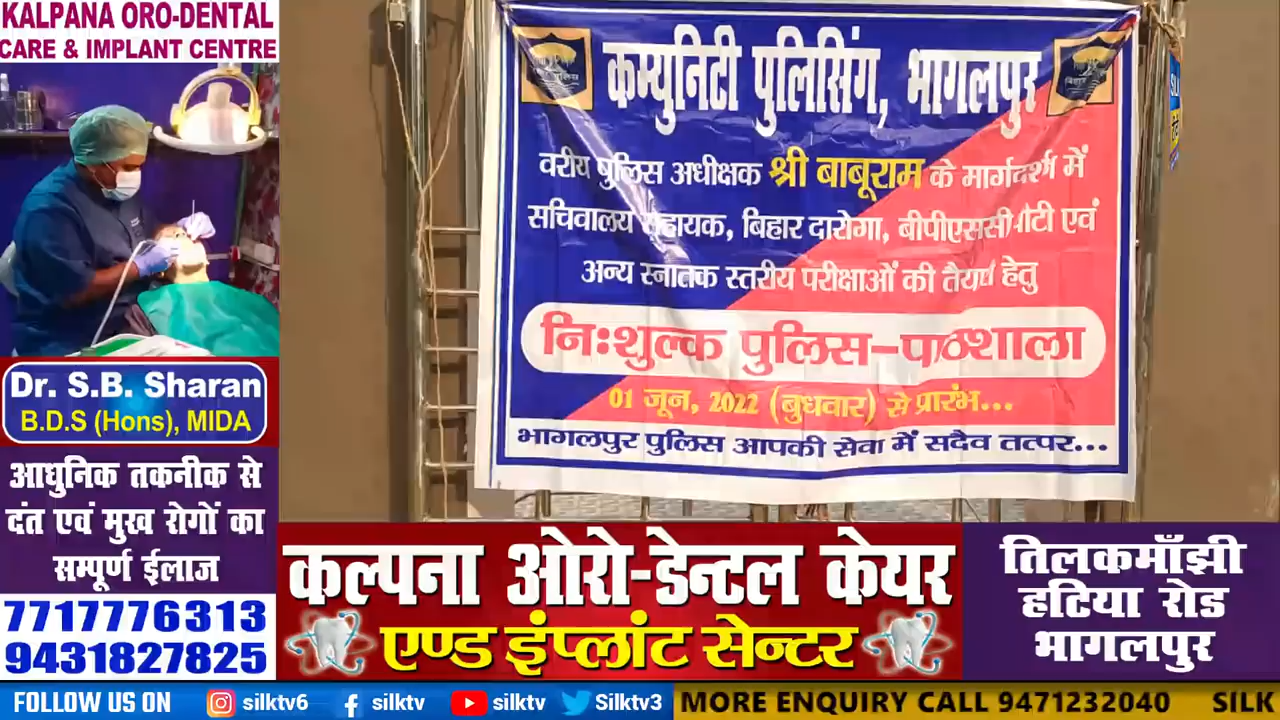 KALPANA ORO-DENTAL
CARE & IMPLANT CENTRE
Dr. S.B. Sharan
B.D.S (Hons), MIDA
आधुनिक तकनीक से
दंत एवं मुख रोगों का
सम्पूर्ण ईलाज
7717776313
9431827825
कम्युनिटी पुलिसिंग, भागलपुर
वरीय पुलिस अधीक्षक श्री बाबूराम के मार्गदर्शन में
सचिवालय सहायक, बिहार दारोगा, बीपीएससी पीटी एवं
अन्य स्नातक स्तरीय परीक्षाओं की तैयारी हेतु
निःशुल्क पुलिस-पाठशाला
01 जून, 2022 (बुधवार) से प्रारंभ...
भागलपुर पुलिस आपकी सेवा में सदैव तत्पर...
कल्पना ओरो-डेन्टल केयर
एण्ड इंप्लांट सेन्टर
तिलकमाँझी
हटिया रोड
भागलपुर
FOLLOW US ON silktv6 silktv silktv Silktv3 MORE ENQUIRY CALL 9471232040 SILK